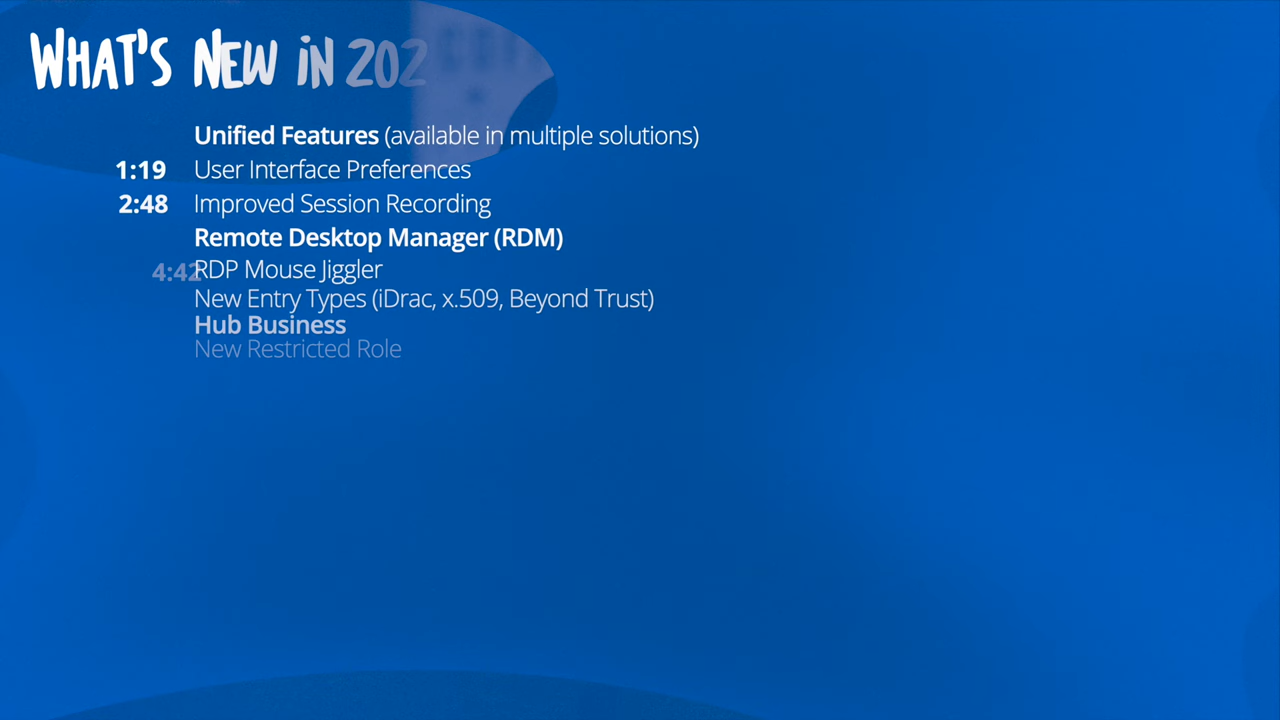 WHAT'S NEW iN 202
Unified Features (available in multiple solutions)
1:19 User Interface Preferences
2:48 Improved Session Recording
Remote Desktop Manager (RDM)
4:42 RDP Mouse Jiggler
New Entry Types (iDrac, x.509, Beyond Trust)
Hub Business
New Restricted Role